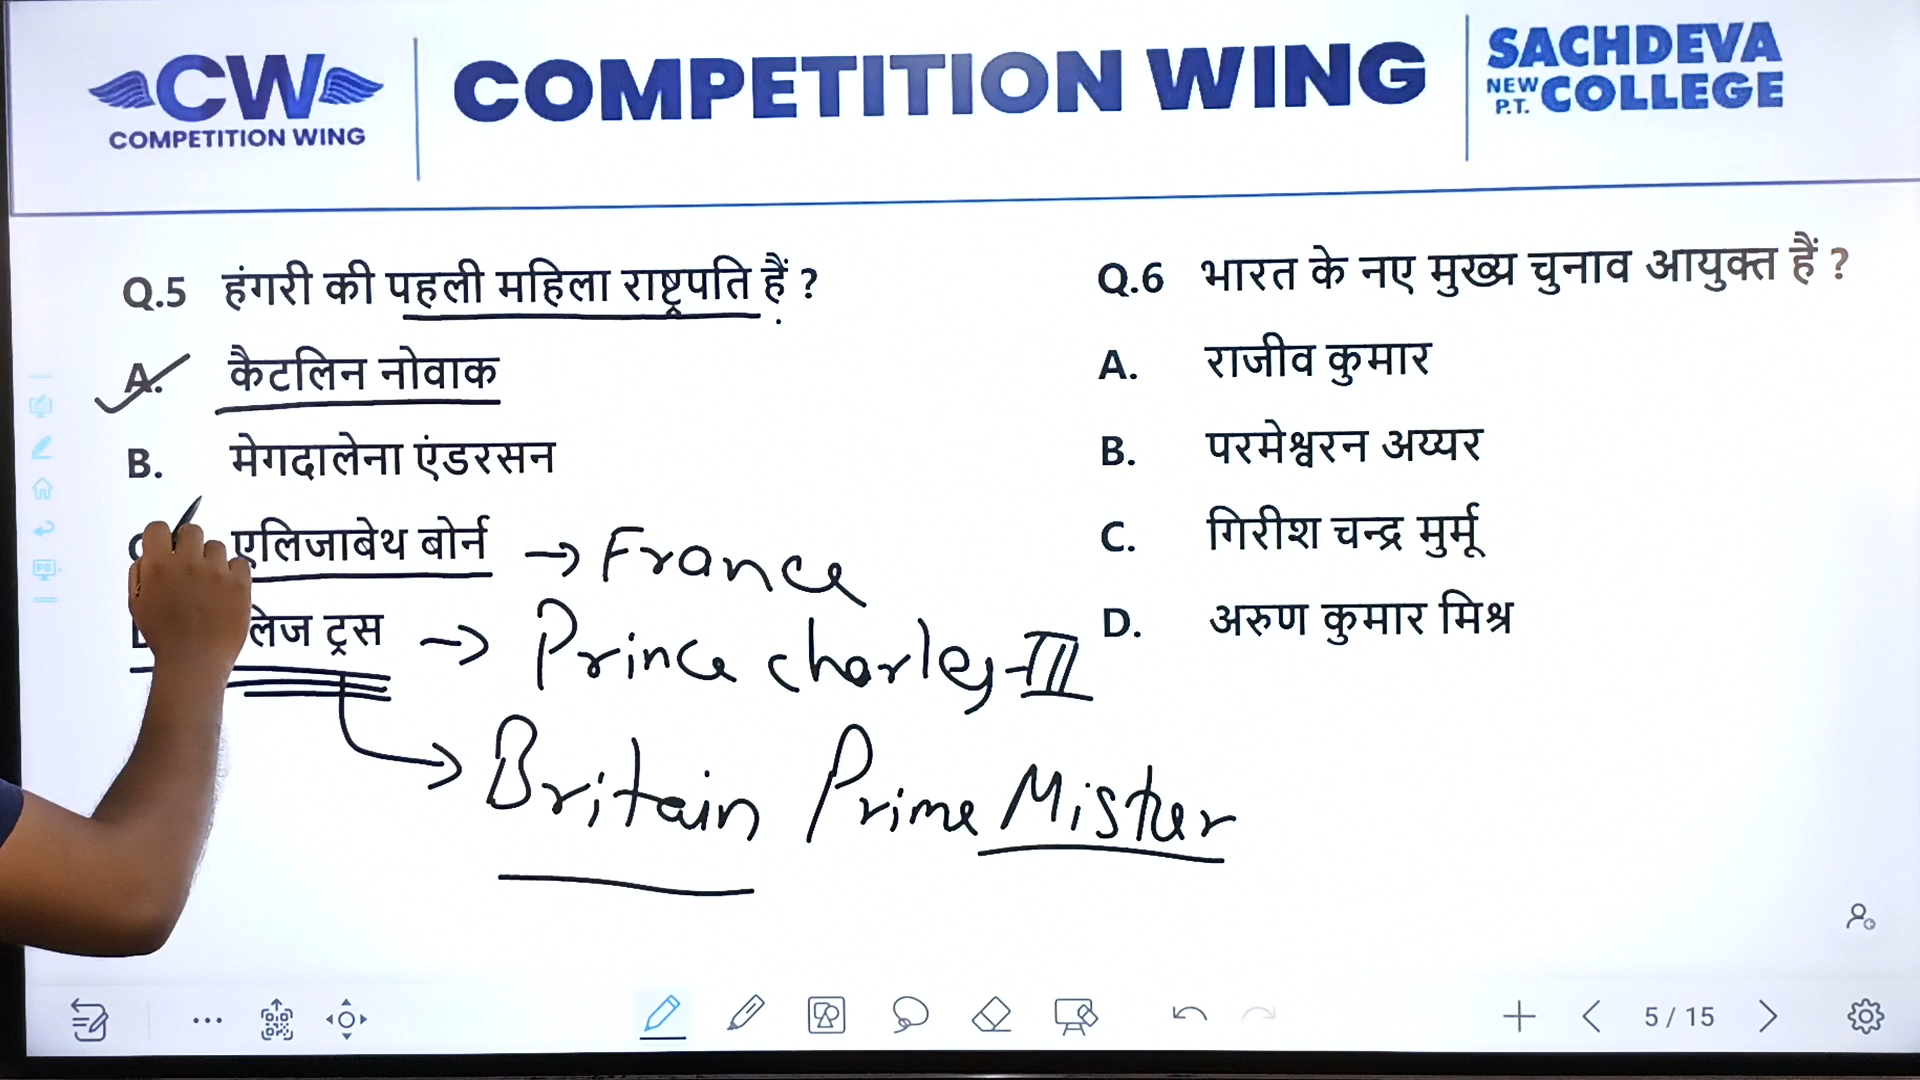 CW
COMPETITION WING
COMPETITION WING
SACHDEVA
NEW P.T. COLLEGE
Q.5 हंगरी की पहली महिला राष्ट्रपति हैं ?
A. कैटलिन नोवाक
B. मेगदालेना एंडरसन
एलिजाबेथ बोर्न → France
लिज ट्रस → Prince charles-III
→ Britain Prime Mister
Q.6 भारत के नए मुख्य चुनाव आयुक्त हैं ?
A. राजीव कुमार
B. परमेश्वरन अय्यर
C. गिरीश चन्द्र मुर्मू
D. अरुण कुमार मिश्र
5 / 15